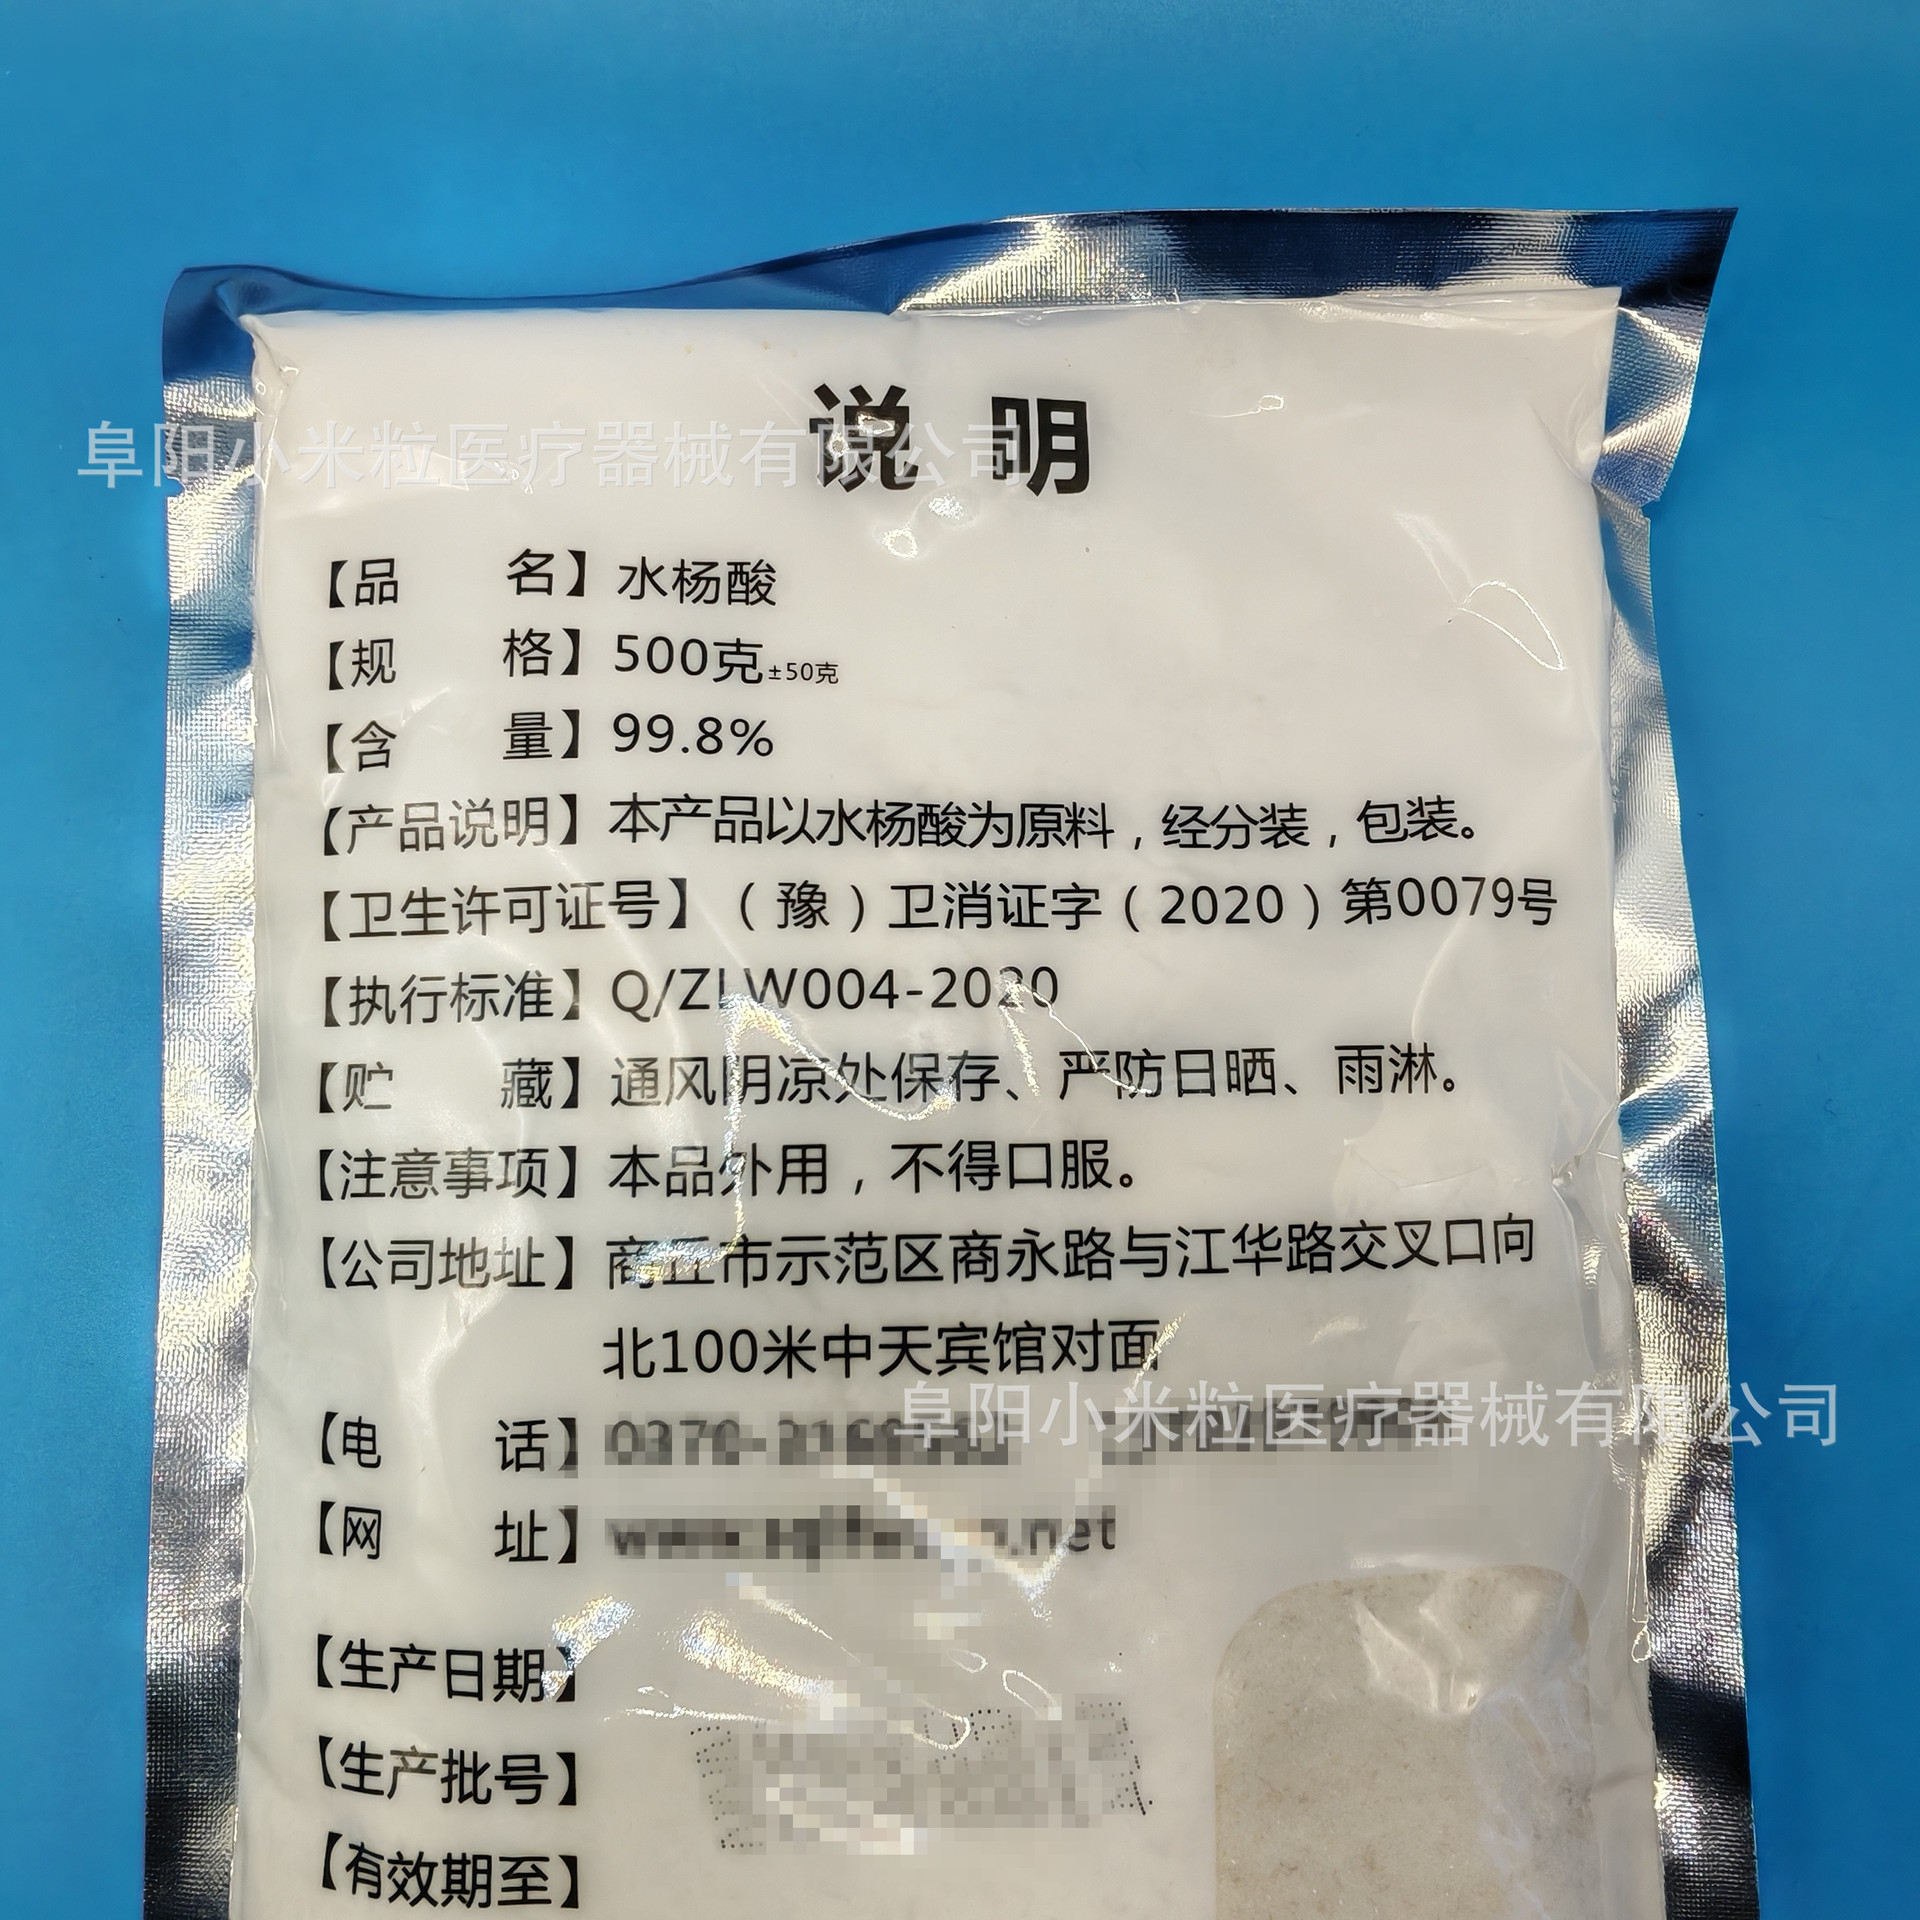 说 明
阜阳小米粒医疗器械有限公司
【品 名】水杨酸
【规 格】500克±50克
【含 量】99.8%
【产品说明】本产品以水杨酸为原料，经分装，包装。
【卫生许可证号】（豫）卫消证字（2020）第0079号
【执行标准】Q/ZLW004-2020
【贮 藏】通风阴凉处保存、严防日晒、雨淋。
【注意事项】本品外用，不得口服。
【公司地址】商丘市示范区商永路与江华路交叉口向
北100米中天宾馆对面
阜阳小米粒医疗器械有限公司
【电 话】
【网 址】
【生产日期】
【生产批号】
【有效期至】